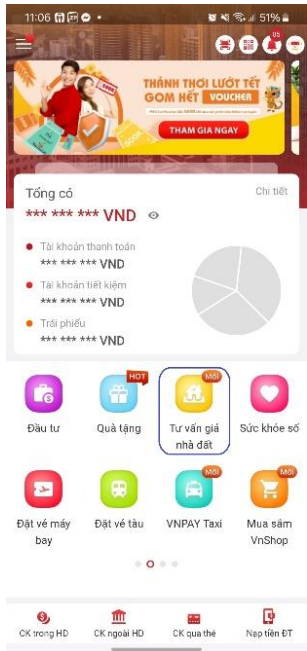 11:06
51%
05
THẢNH THƠI LƯỚT TẾT
GOM HẾT VOUCHER
THAM GIA NGAY
Tổng có
Chi tiết
*** *** *** VND
Tài khoản thanh toán
*** *** *** VND
Tài khoản tiết kiệm
*** *** *** VND
Trái phiếu
*** *** *** VND
HOT
Mới
Đầu tư
Quà tặng
Tư vấn giá
nhà đất
Sức khỏe số
Mới
Mới
Đặt vé máy
bay
Đặt vé tàu
VNPAY Taxi
Mua sắm
VnShop
CK trong HD
CK ngoài HD
CK qua thẻ
Nạp tiền ĐT